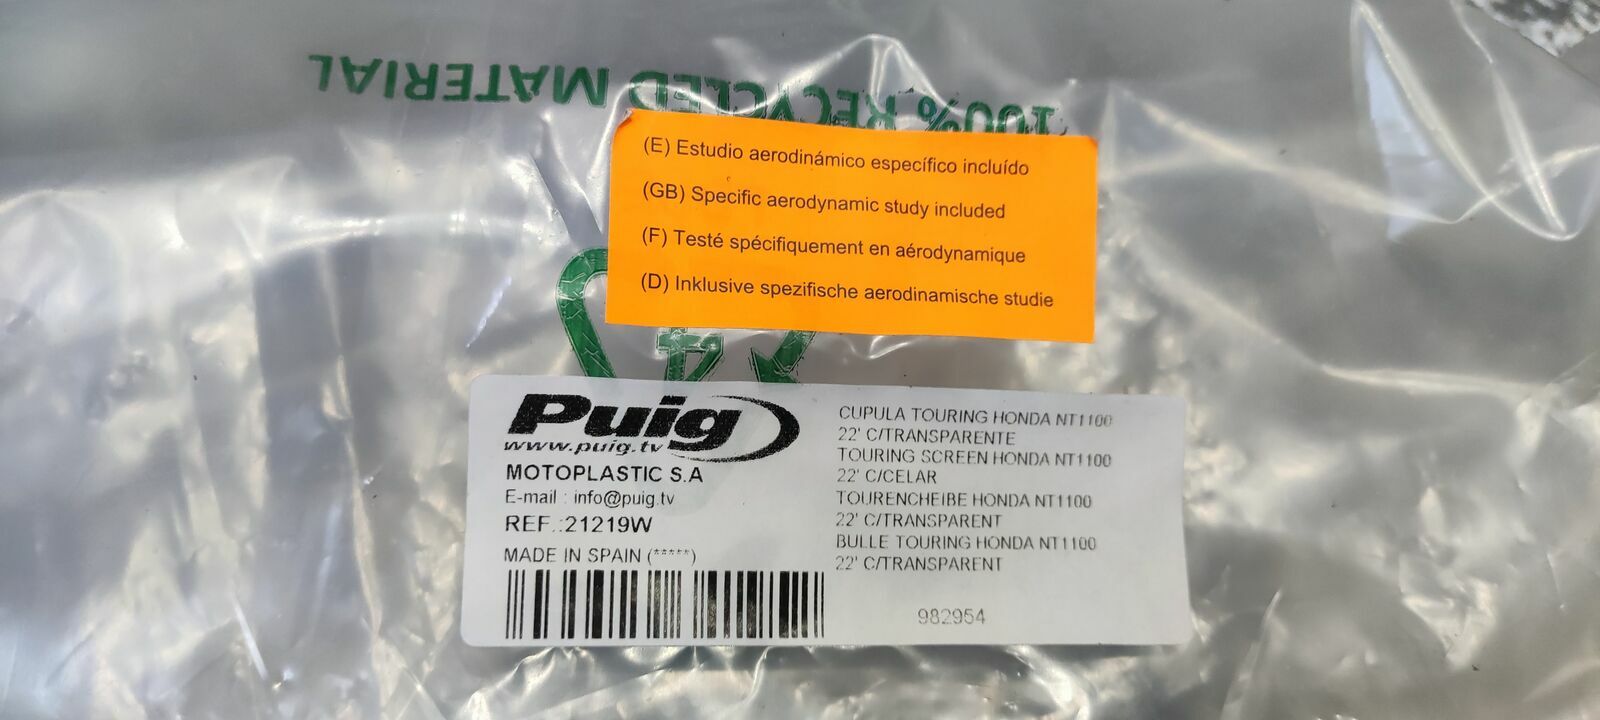 100% RECYCLED MATERIAL
(E) Estudio aerodinámico específico incluído
(GB) Specific aerodynamic study included
(F) Testé spécifiquement en aérodynamique
(D) Inklusive spezifische aerodinamische studie
4
Puig
www.puig.tv
MOTOPLASTIC S.A
E-mail : info@puig.tv
REF.:21219W
MADE IN SPAIN (*****)
CUPULA TOURING HONDA NT1100
22' C/TRANSPARENTE
TOURING SCREEN HONDA NT1100
22' C/CELAR
TOURENCHEIBE HONDA NT1100
22' C/TRANSPARENT
BULLE TOURING HONDA NT1100
22' C/TRANSPARENT
982954